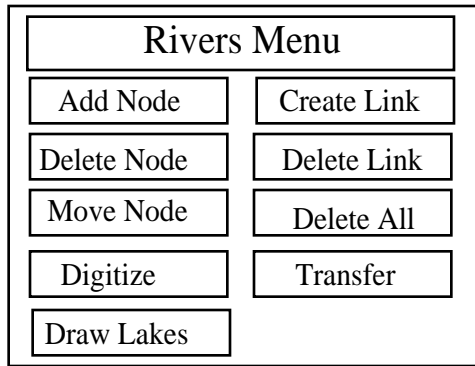 Rivers Menu
Add Node Create Link
Delete Node Delete Link
Move Node Delete All
Digitize Transfer
Draw Lakes